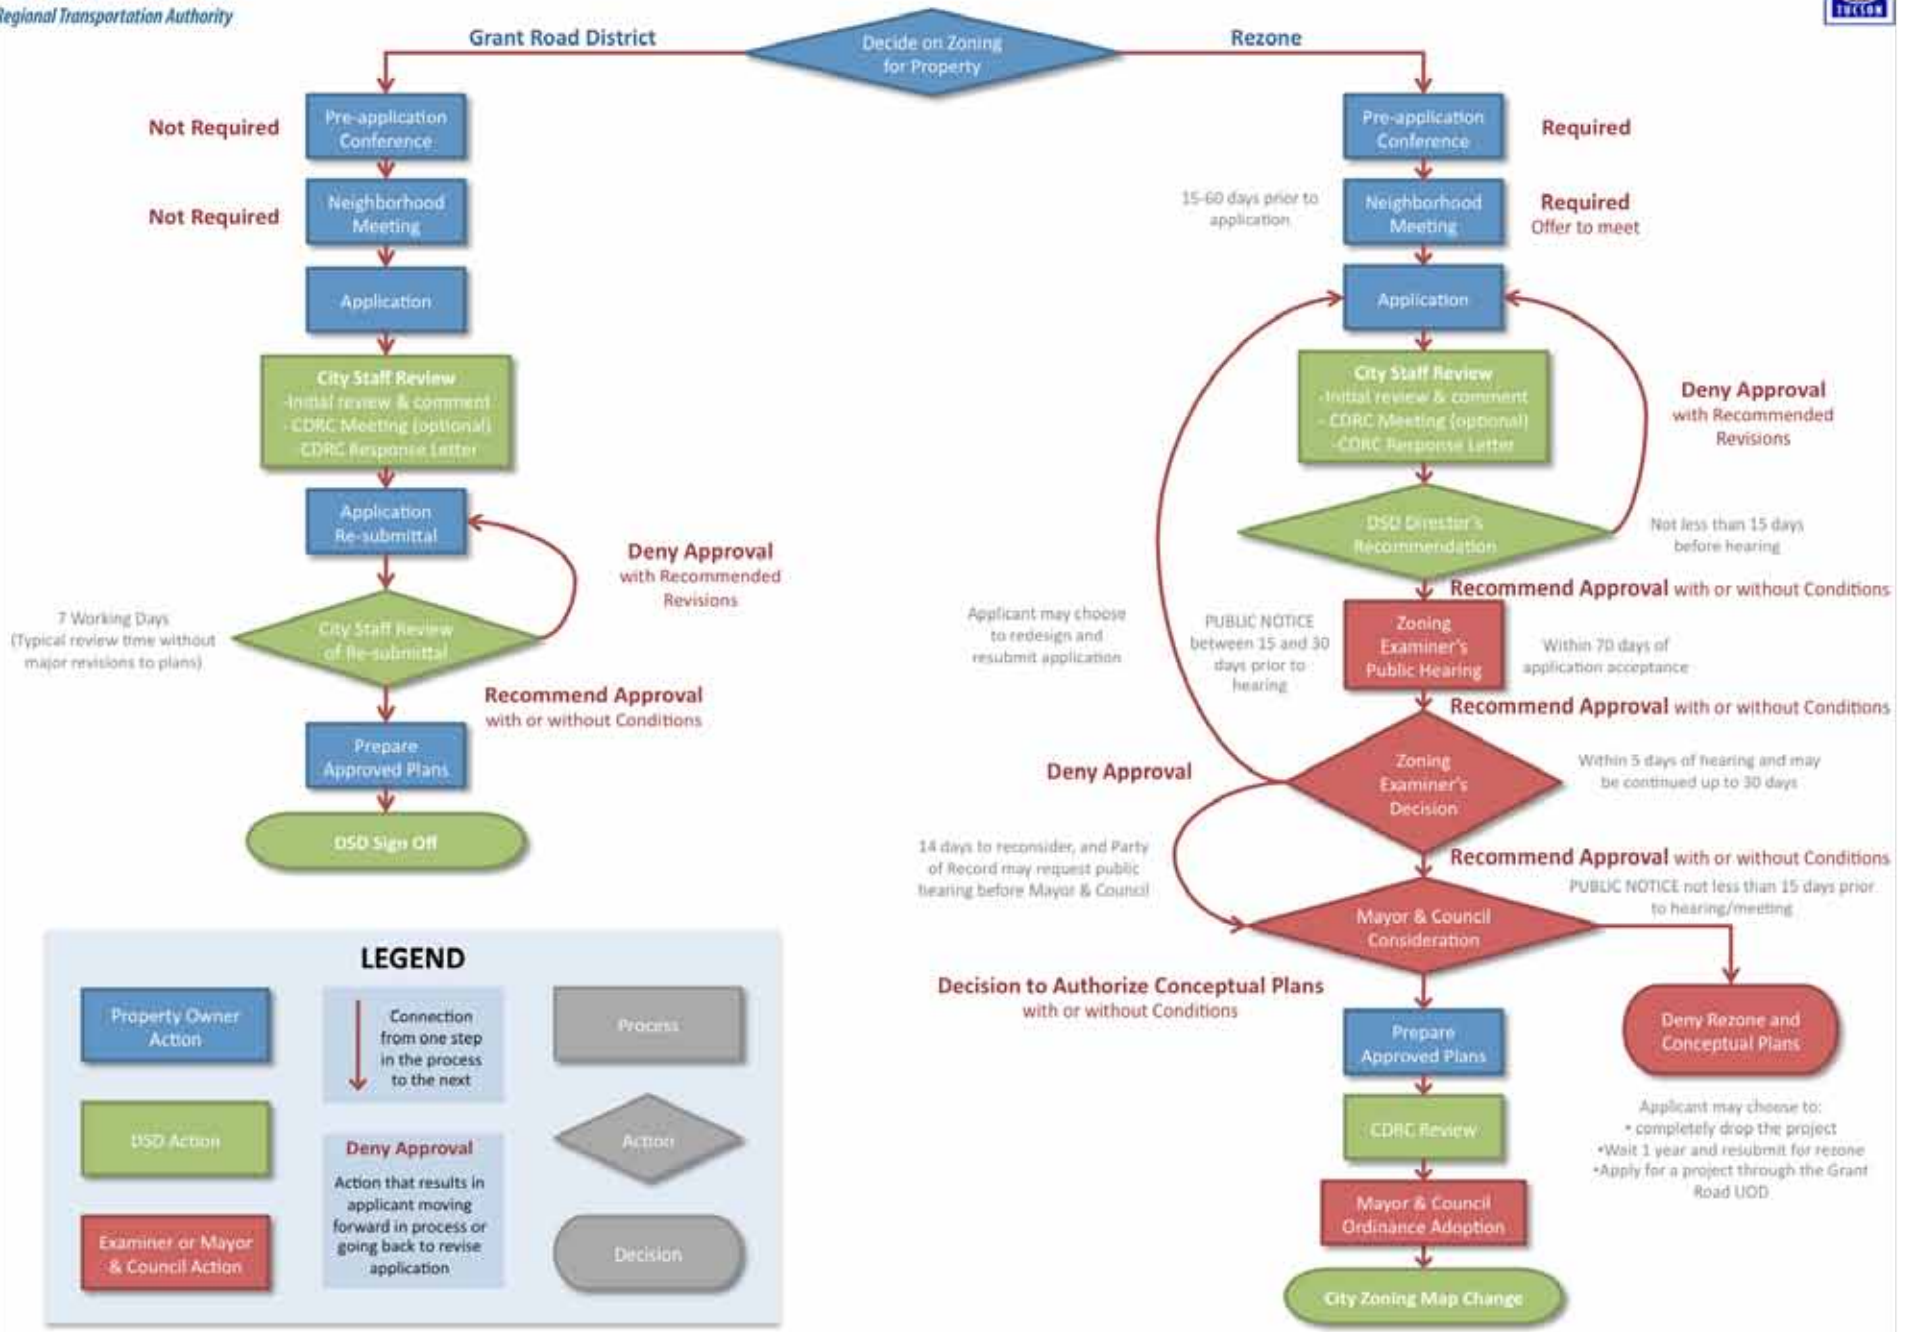 Regional Transportation Authority
TUCSON
Grant Road District
Decide on Zoning
for Property
Rezone
Not Required
Pre-application
Conference
Not Required
Neighborhood
Meeting
Application
City Staff Review
-Initial review & comment
- CDRC Meeting (optional)
-CDRC Response Letter
Application
Re-submittal
Deny Approval
with Recommended
Revisions
7 Working Days
(Typical review time without
major revisions to plans)
City Staff Review
of Re-submittal
Recommend Approval
with or without Conditions
Prepare
Approved Plans
DSD Sign Off
Pre-application
Conference
Required
15-60 days prior to
application
Neighborhood
Meeting
Required
Offer to meet
Application
City Staff Review
-Initial review & comment
- CDRC Meeting (optional)
-CDRC Response Letter
Deny Approval
with Recommended
Revisions
DSD Director's
Recommendation
Not less than 15 days
before hearing
Recommend Approval with or without Conditions
Applicant may choose
to redesign and
resubmit application
PUBLIC NOTICE
between 15 and 30
days prior to
hearing
Zoning
Examiner's
Public Hearing
Within 70 days of
application acceptance
Recommend Approval with or without Conditions
Deny Approval
Zoning
Examiner's
Decision
Within 5 days of hearing and may
be continued up to 30 days
14 days to reconsider, and Party
of Record may request public
hearing before Mayor & Council
Recommend Approval with or without Conditions
PUBLIC NOTICE not less than 15 days prior
to hearing/meeting
Mayor & Council
Consideration
Decision to Authorize Conceptual Plans
with or without Conditions
Prepare
Approved Plans
Deny Rezone and
Conceptual Plans
CDRC Review
Applicant may choose to:
• completely drop the project
•Wait 1 year and resubmit for rezone
•Apply for a project through the Grant
Road UOD
Mayor & Council
Ordinance Adoption
City Zoning Map Change
LEGEND
Property Owner
Action
Connection
from one step
in the process
to the next
Process
DSD Action
Deny Approval
Action that results in
applicant moving
forward in process or
going back to revise
application
Action
Examiner or Mayor
& Council Action
Decision